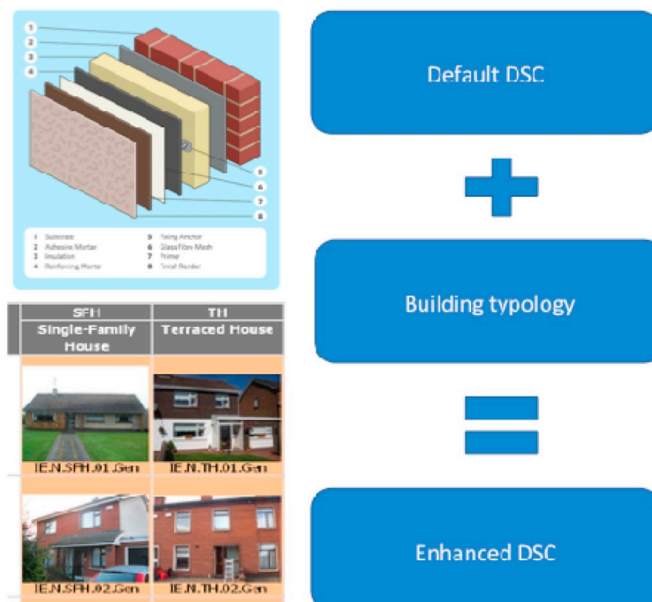 1
2
3
4
5
6
7
8
1 Substrate
2 Adhesive Mortar
3 Insulation
4 Reinforcing Mortar
5 Fixing Anchor
6 Glass Fibre Mesh
7 Primer
8 Finish Render
SFH
TH
Single-Family
House
Terraced House
IE.N.SFH.01.Gen
IE.N.TH.01.Gen
IE.N.SFH.02.Gen
IE.N.TH.02.Gen
Default DSC
Building typology
Enhanced DSC